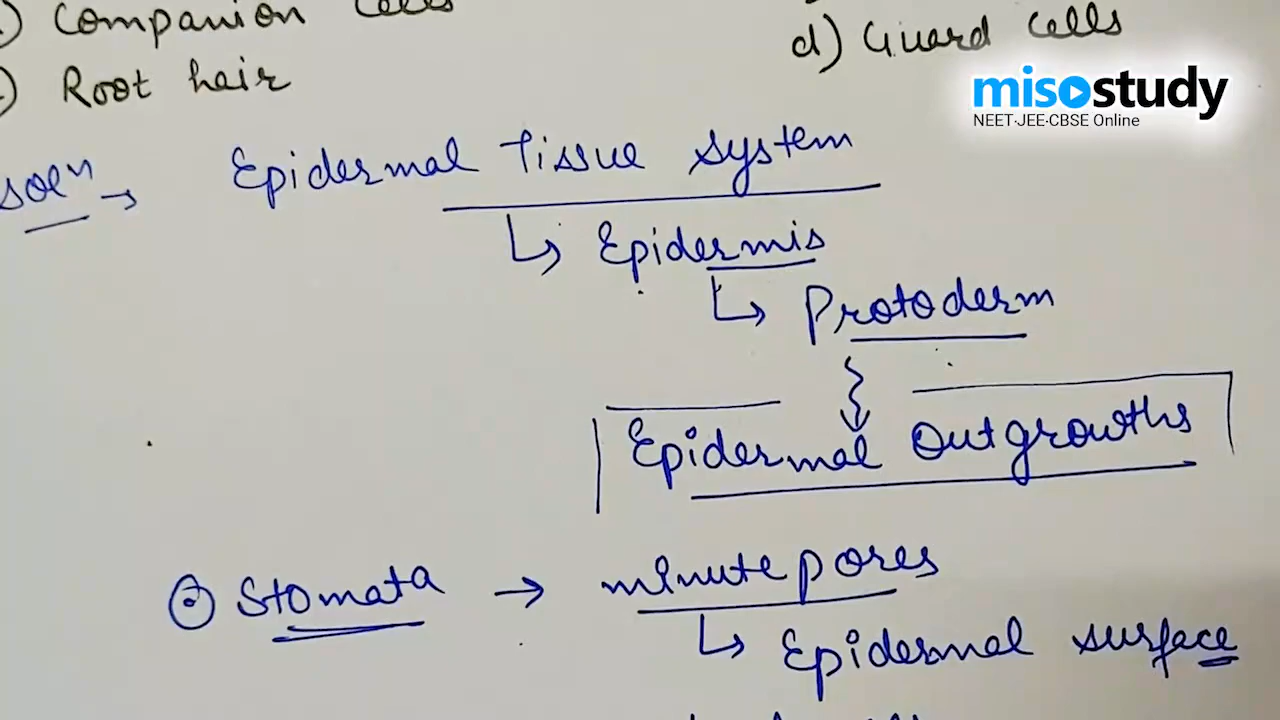 ) Companion Cells
d) Guard Cells
) Root hair
misostudy
NEET·JEE·CBSE Online
Soln → Epidermal Tissue system
↳ Epidermis
↳ Protoderm
Epidermal Outgrowths
Stomata → minute pores
↳ Epidermal surface